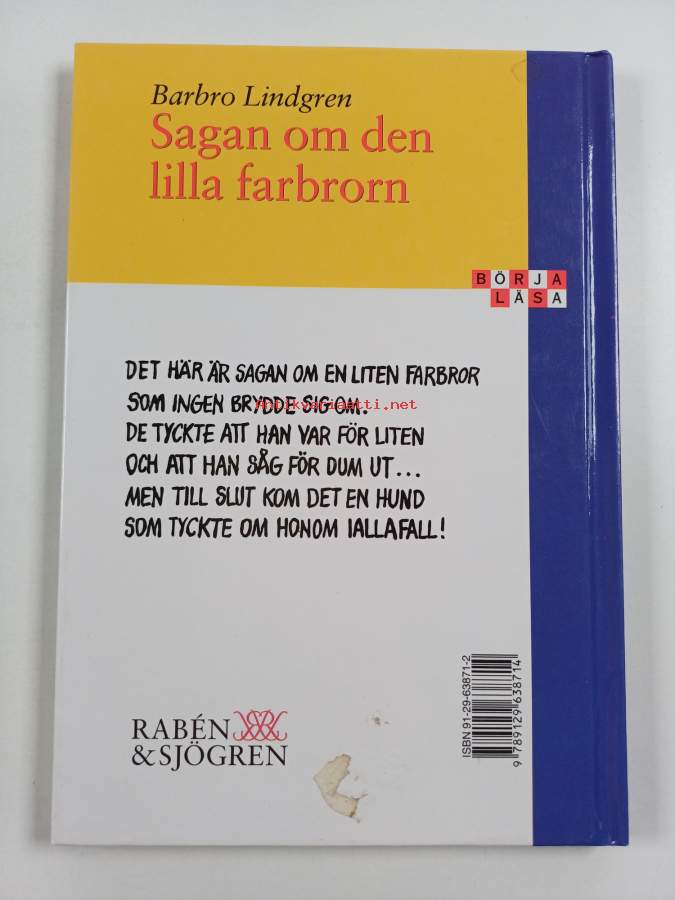 Barbro Lindgren
Sagan om den
lilla farbrorn
BÖRJA
LÄSA
DET HÄR ÄR SAGAN OM EN LITEN FARBROR
SOM INGEN BRYDDE SIG OM!
antikvariaatti.net
DE TYCKTE ATT HAN VAR FÖR LITEN
OCH ATT HAN SÅG FÖR DUM UT...
MEN TILL SLUT KOM DET EN HUND
SOM TYCKTE OM HONOM IALLAFALL!
ISBN 91-29-63871-2
9 789129 638714
RABÉN
&SJÖGREN